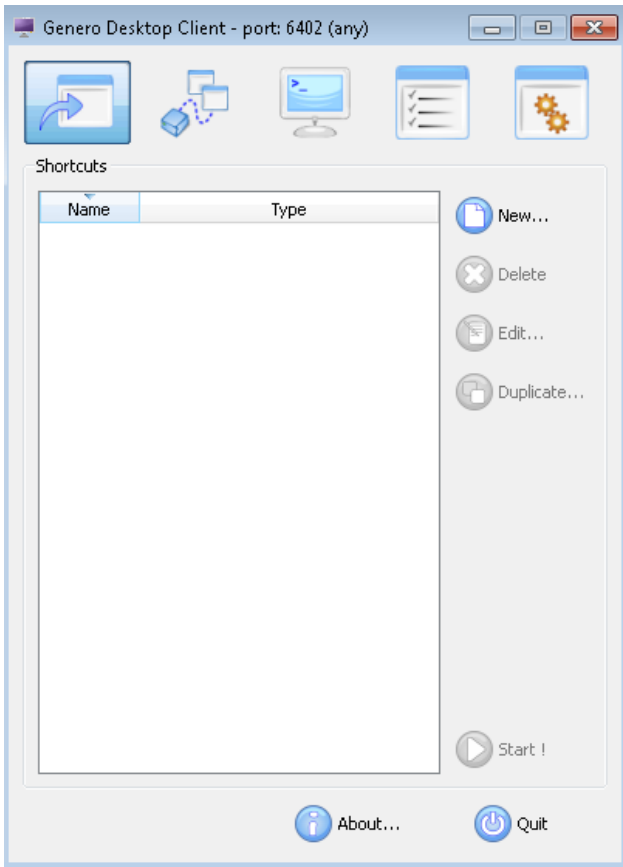 Genero Desktop Client - port: 6402 (any)
Shortcuts
Name Type
New...
Delete
Edit...
Duplicate...
Start !
About... Quit